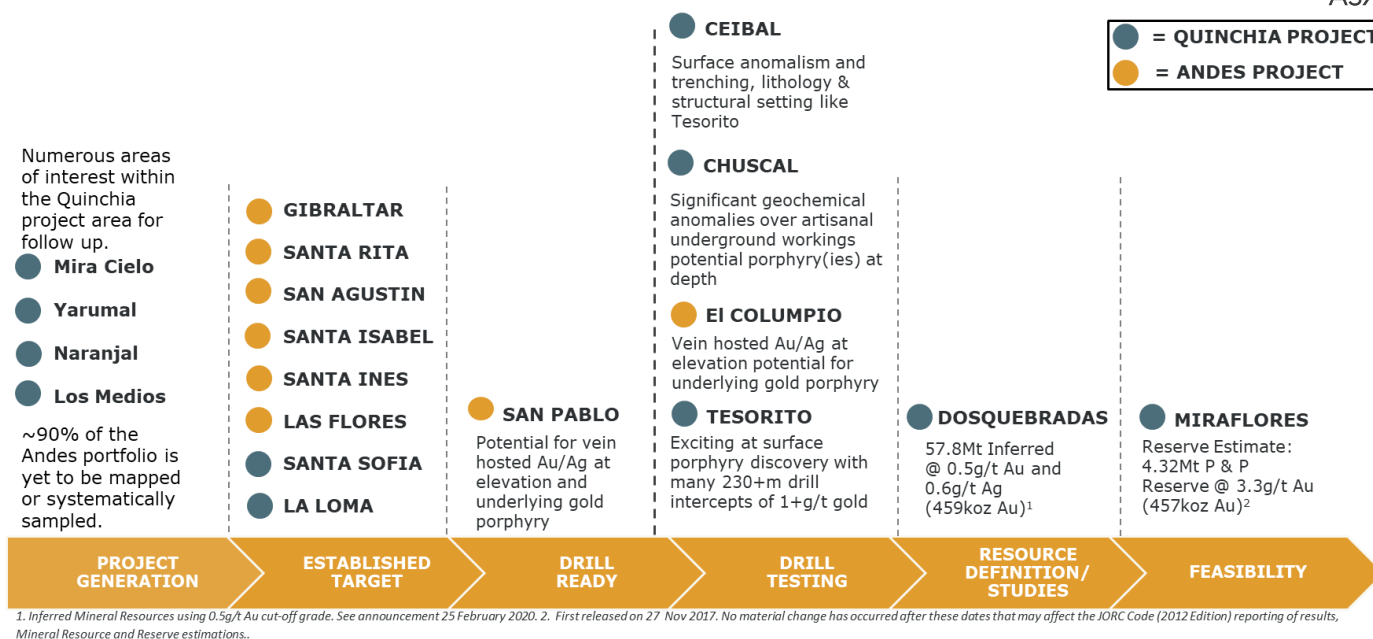 = QUINCHIA PROJECT
= ANDES PROJECT
Numerous areas
of interest within
the Quinchia
project area for
follow up.
Mira Cielo
Yarumal
Naranjal
Los Medios
~90% of the
Andes portfolio is
yet to be mapped
or systematically
sampled.
GIBRALTAR
SANTA RITA
SAN AGUSTIN
SANTA ISABEL
SANTA INES
LAS FLORES
SANTA SOFIA
LA LOMA
SAN PABLO
Potential for vein
hosted Au/Ag at
elevation and
underlying gold
porphyry
CEIBAL
Surface anomalism and
trenching, lithology &
structural setting like
Tesorito
CHUSCAL
Significant geochemical
anomalies over artisanal
underground workings
potential porphyry(ies) at
depth
El COLUMPIO
Vein hosted Au/Ag at
elevation potential for
underlying gold porphyry
TESORITO
Exciting at surface
porphyry discovery with
many 230+m drill
intercepts of 1+g/t gold
DOSQUEBRADAS
57.8Mt Inferred
@ 0.5g/t Au and
0.6g/t Ag
(459koz Au)¹
MIRAFLORES
Reserve Estimate:
4.32Mt P & P
Reserve @ 3.3g/t Au
(457koz Au)²
PROJECT
GENERATION
ESTABLISHED
TARGET
DRILL
READY
DRILL
TESTING
RESOURCE
DEFINITION/
STUDIES
FEASIBILITY
1. Inferred Mineral Resources using 0.5g/t Au cut-off grade. See announcement 25 February 2020. 2. First released on 27 Nov 2017. No material change has occurred after these dates that may affect the JORC Code (2012 Edition) reporting of results,
Mineral Resource and Reserve estimations..